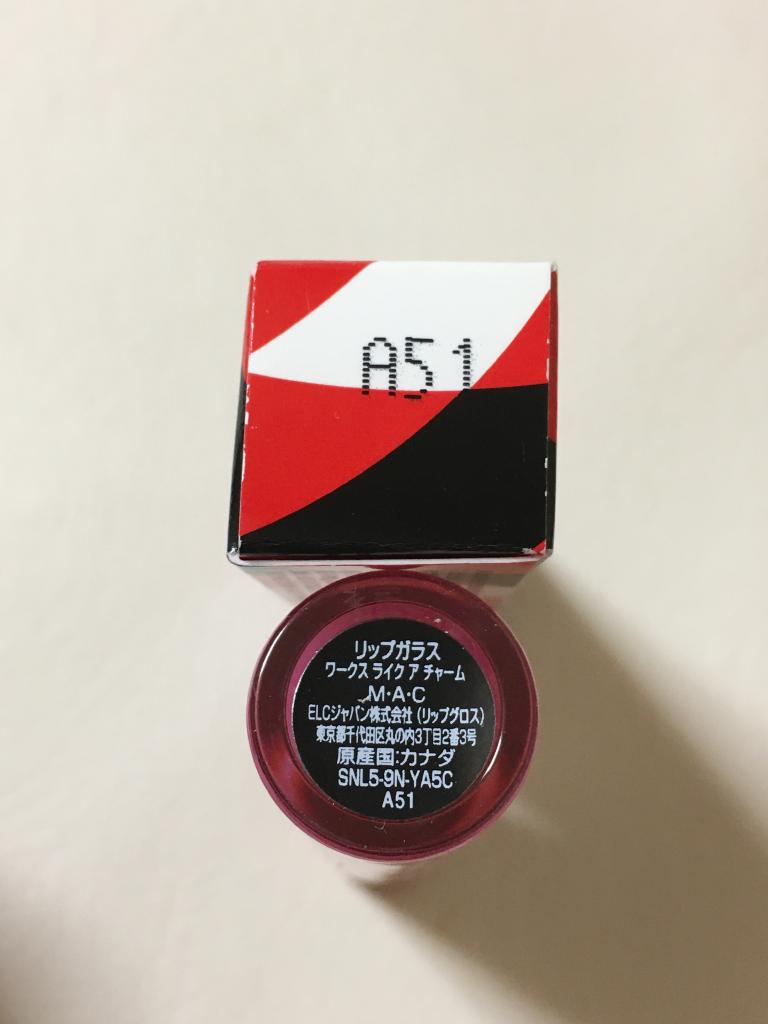 A51
リップガラス
ワークス ライク ア チャーム
M·A·C
ELCジャパン株式会社 (リップグロス)
東京都千代田区丸の内3丁目2番3号
原産国:カナダ
SNL5-9N-YA5C
A51